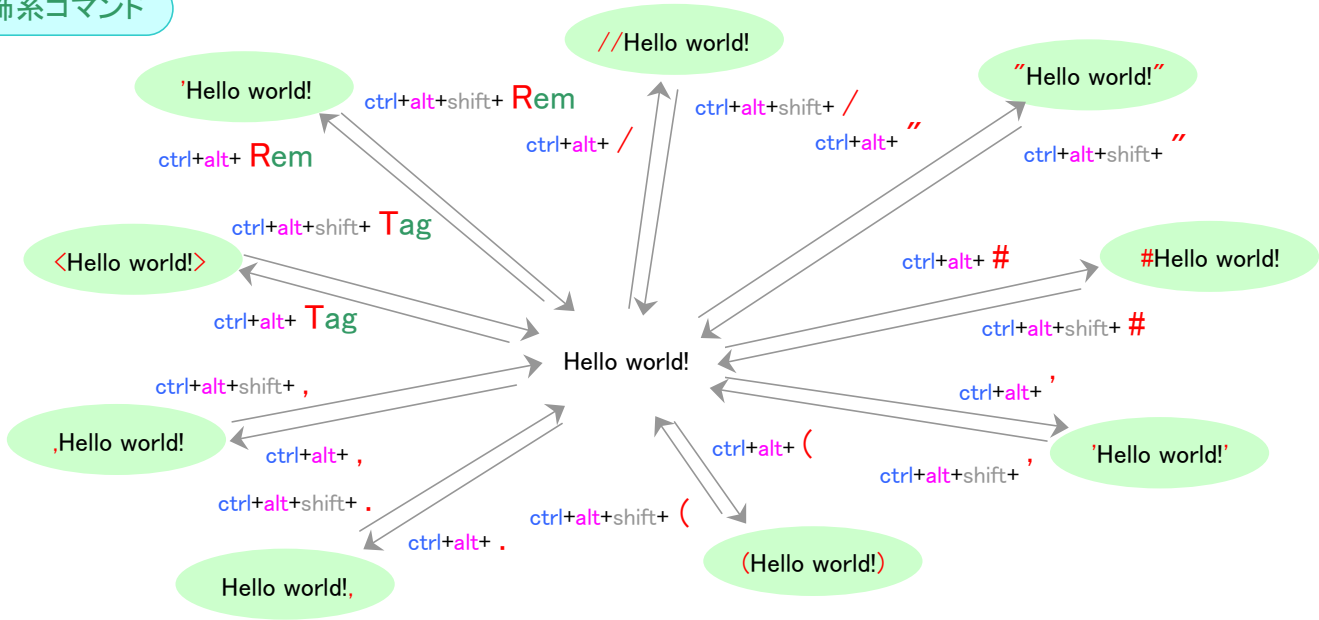 飾系コマンド
//Hello world!
'Hello world!
"Hello world!"
ctrl+alt+shift+ Rem
ctrl+alt+shift+ /
ctrl+alt+ /
ctrl+alt+ "
ctrl+alt+ Rem
ctrl+alt+shift+ "
ctrl+alt+shift+ Tag
<Hello world!>
ctrl+alt+ #
#Hello world!
ctrl+alt+ Tag
ctrl+alt+shift+ #
Hello world!
ctrl+alt+shift+ ,
ctrl+alt+ '
,Hello world!
ctrl+alt+ ,
ctrl+alt+ (
'Hello world!'
ctrl+alt+shift+ '
ctrl+alt+shift+ .
ctrl+alt+shift+ (
ctrl+alt+ .
(Hello world!)
Hello world!,